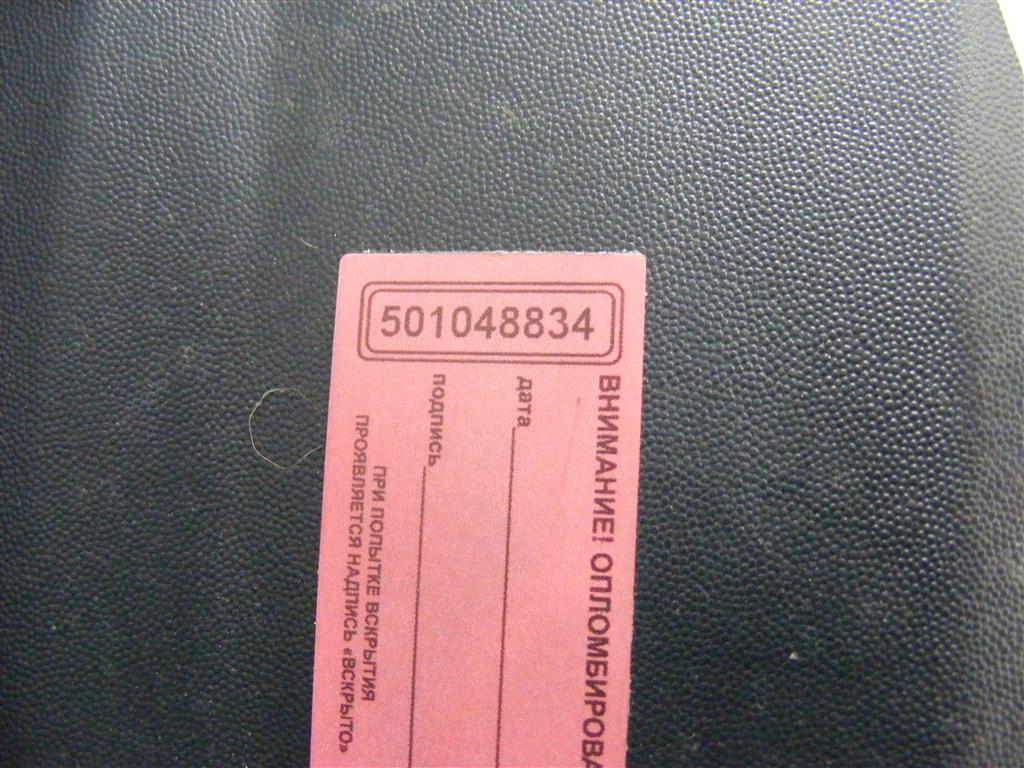 501048834
ВНИМАНИЕ! ОПЛОМБИРОВА
дата
подпись
ПРИ ПОПЫТКЕ ВСКРЫТИЯ
ПРОЯВЛЯЕТСЯ НАДПИСЬ «ВСКРЫТО»